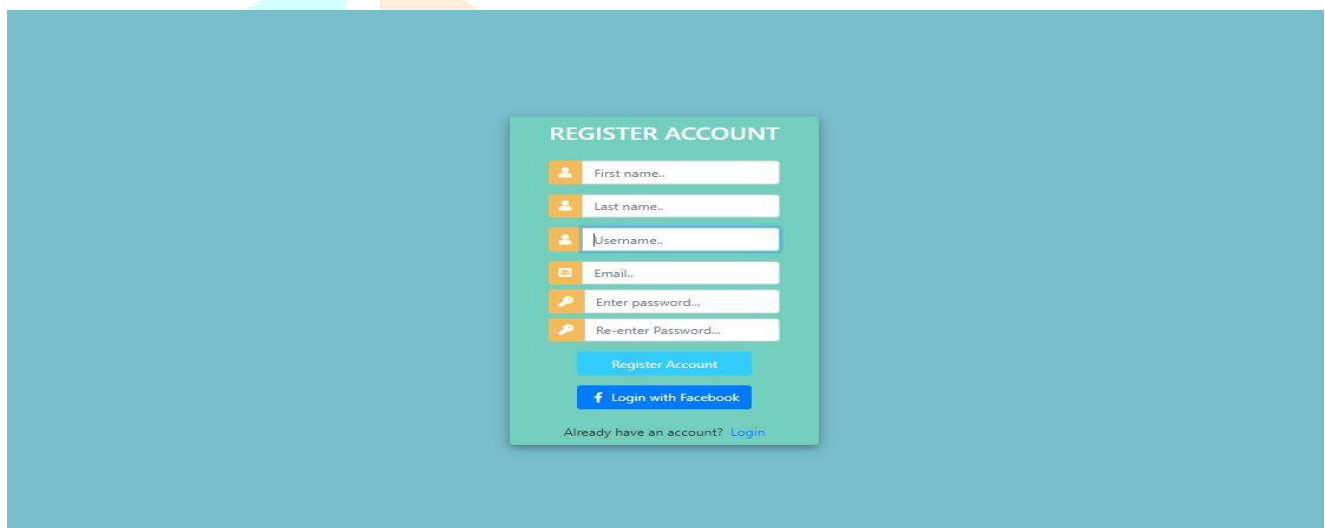 REGISTER ACCOUNT
First name..
Last name..
Username..
Email..
Enter password...
Re-enter Password...
Register Account
Login with Facebook
Already have an account? Login